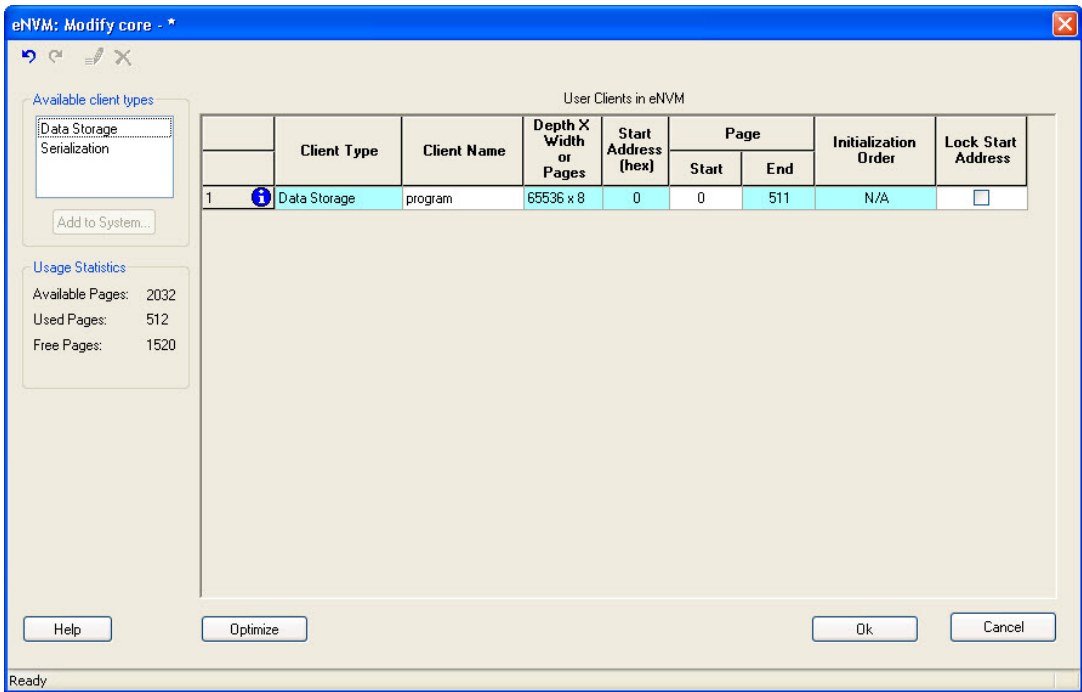 eNVM: Modify core - *
Available client types
Data Storage
Serialization
Add to System...
Usage Statistics
Available Pages: 2032
Used Pages: 512
Free Pages: 1520
User Clients in eNVM
Client Type
Client Name
Depth X
Width
or
Pages
Start
Address
(hex)
Page
Start End
Initialization
Order
Lock Start
Address
1 Data Storage program 65536 x 8 0 0 511 N/A
Help Optimize Ok Cancel
Ready